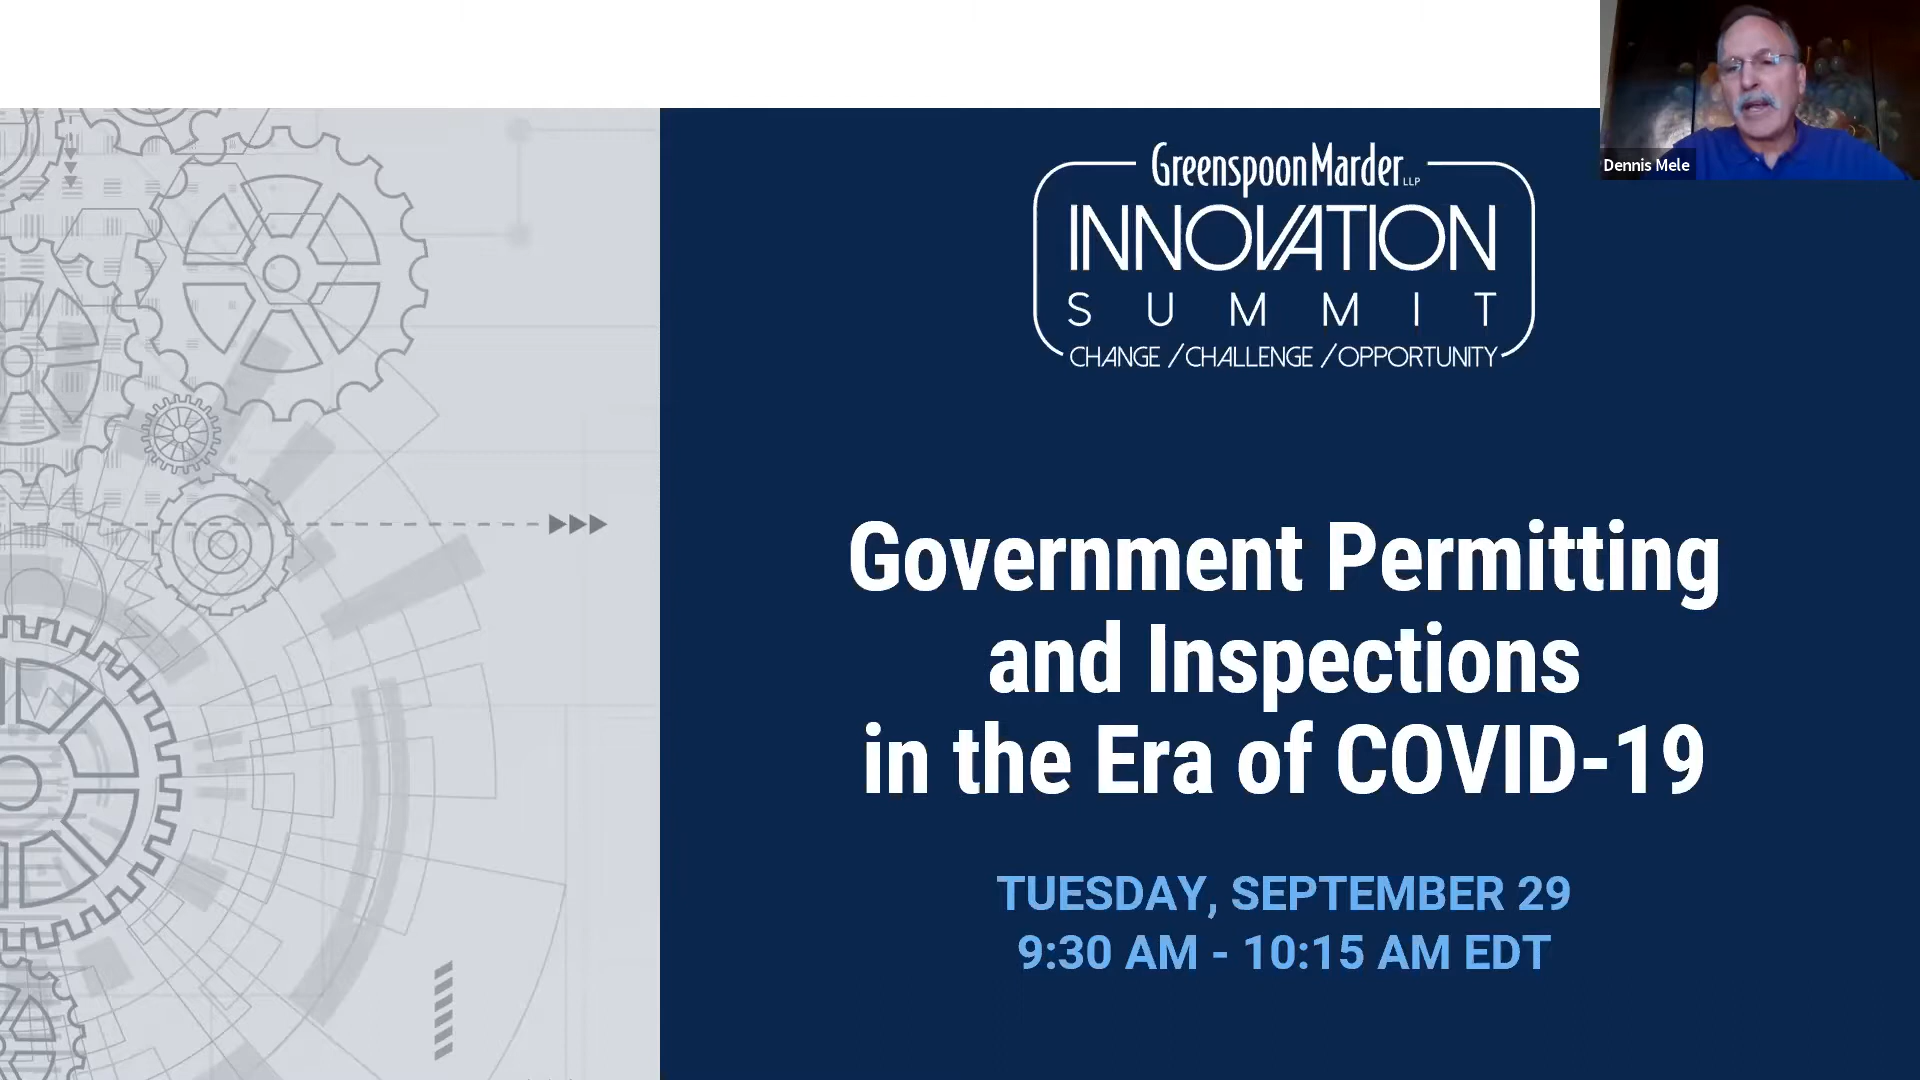 Dennis Mele
GreenspoonMarder LLP
INNOVATION
SUMMIT
CHANGE / CHALLENGE / OPPORTUNITY
Government Permitting
and Inspections
in the Era of COVID-19
TUESDAY, SEPTEMBER 29
9:30 AM - 10:15 AM EDT